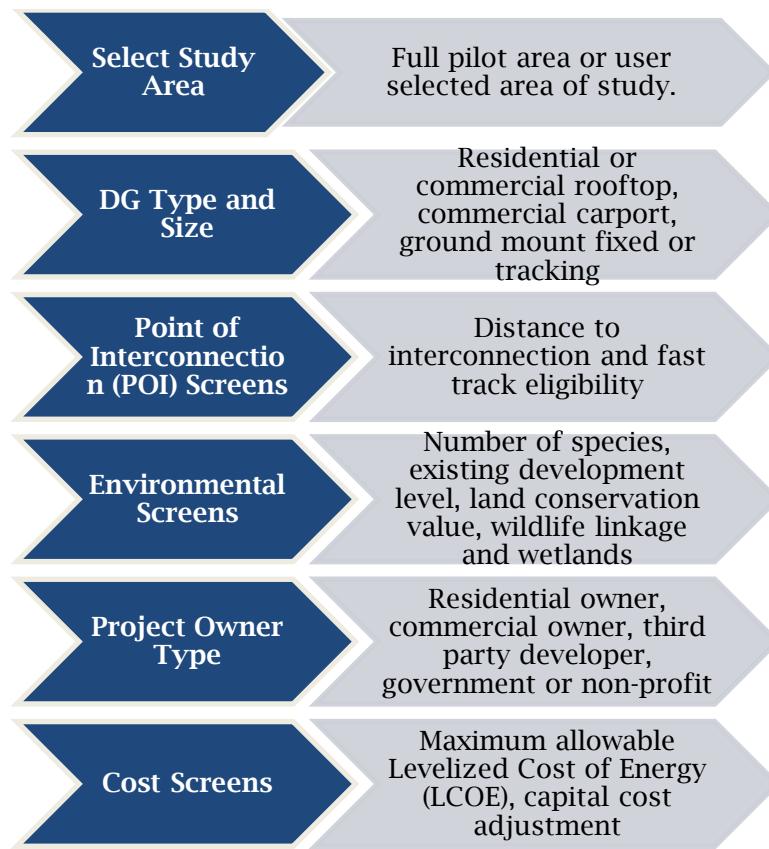 Select Study
Area
Full pilot area or user
selected area of study.
DG Type and
Size
Residential or
commercial rooftop,
commercial carport,
ground mount fixed or
tracking
Point of
Interconnectio
n (POI) Screens
Distance to
interconnection and fast
track eligibility
Environmental
Screens
Number of species,
existing development
level, land conservation
value, wildlife linkage
and wetlands
Project Owner
Type
Residential owner,
commercial owner, third
party developer,
government or non-profit
Cost Screens
Maximum allowable
Levelized Cost of Energy
(LCOE), capital cost
adjustment